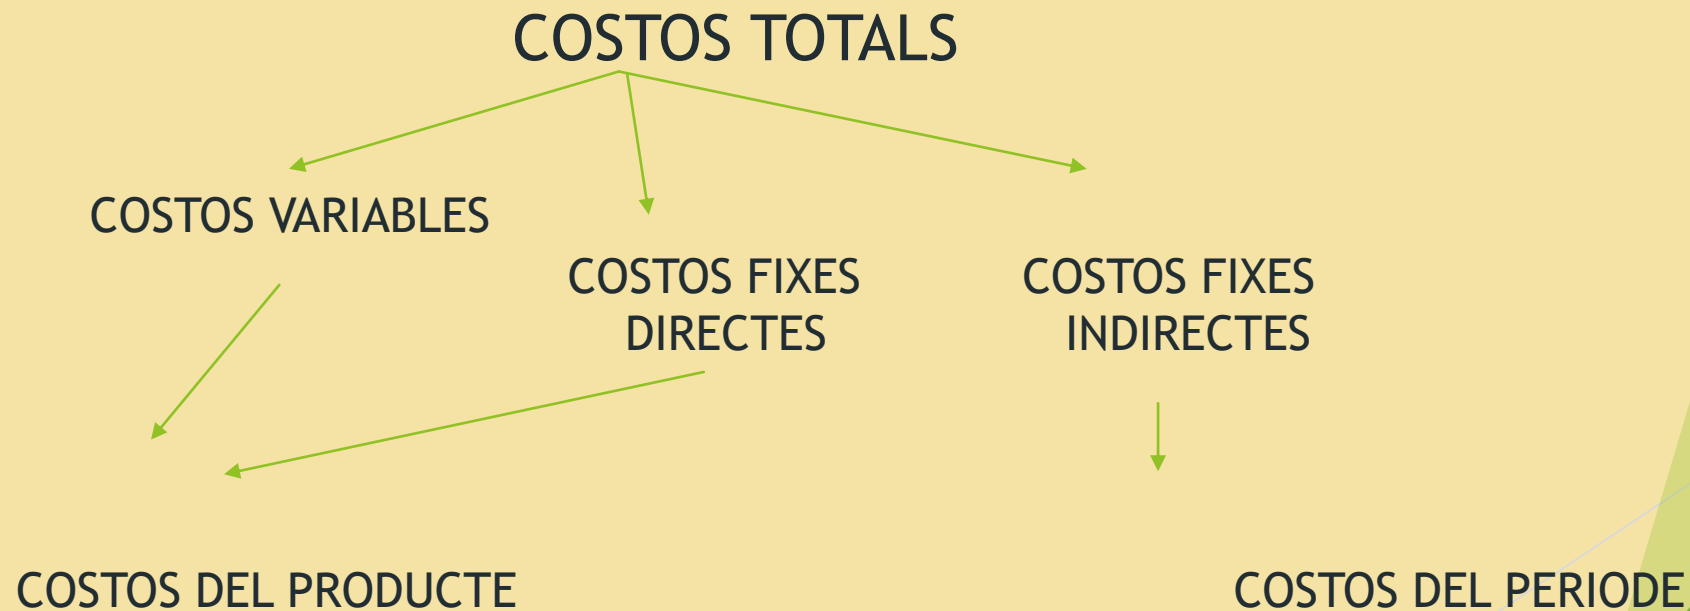 COSTOS TOTALS
COSTOS VARIABLES
COSTOS FIXES
DIRECTES
COSTOS FIXES
INDIRECTES
COSTOS DEL PRODUCTE
COSTOS DEL PERIODE